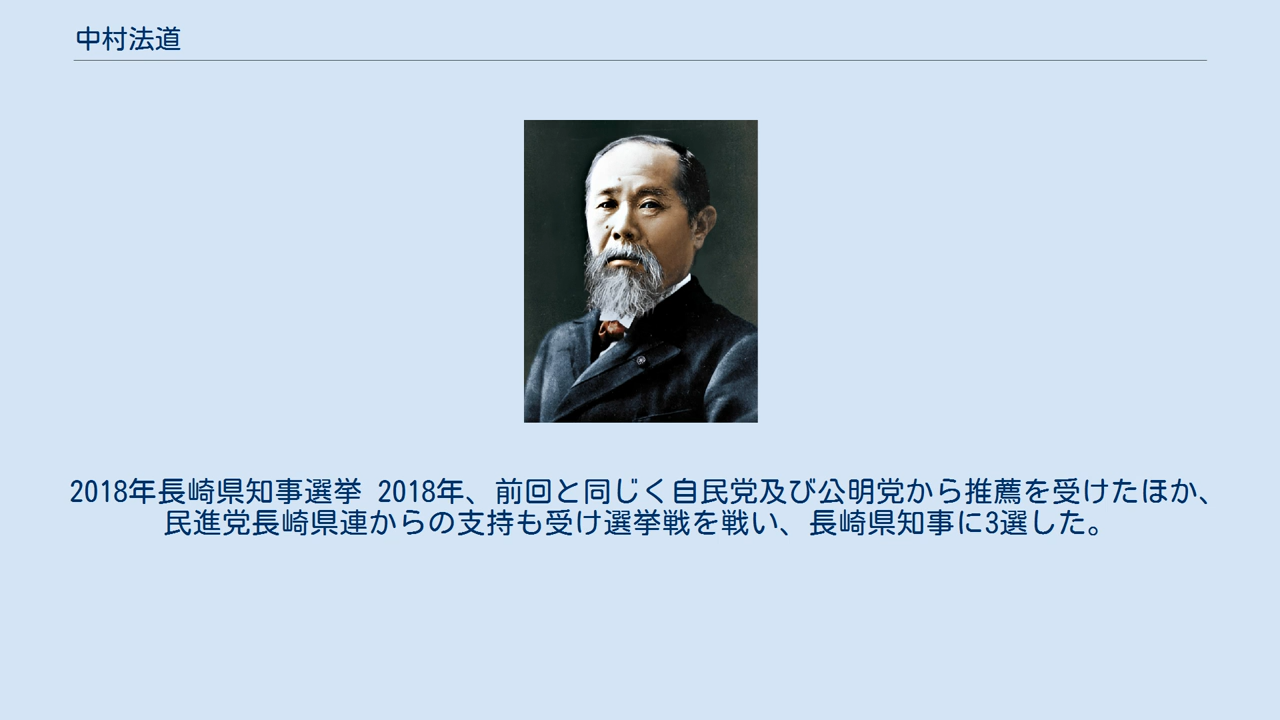 中村法道
2018年長崎県知事選挙 2018年、前回と同じく自民党及び公明党から推薦を受けたほか、
民進党長崎県連からの支持も受け選挙戦を戦い、長崎県知事に3選した。